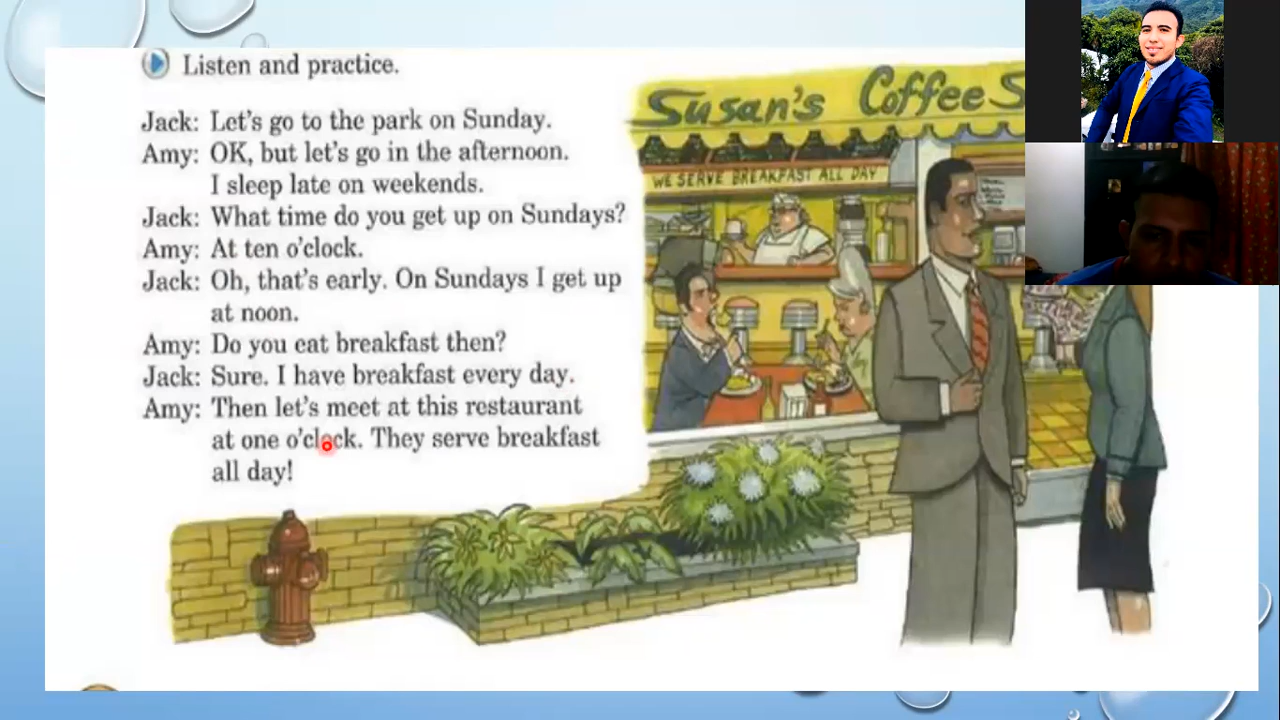 Listen and practice.
Jack: Let's go to the park on Sunday.
Amy: OK, but let's go in the afternoon.
I sleep late on weekends.
Jack: What time do you get up on Sundays?
Amy: At ten o'clock.
Jack: Oh, that's early. On Sundays I get up
at noon.
Amy: Do you eat breakfast then?
Jack: Sure. I have breakfast every day.
Amy: Then let's meet at this restaurant
at one o'clock. They serve breakfast
all day!
Susan's Coffee S
WE SERVE BREAKFAST ALL DAY